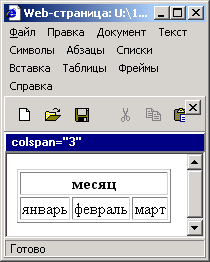 Web-страница: U:\1...
Файл Правка Документ Текст
Символы Абзацы Списки
Вставка Таблицы Фреймы
Справка
colspan="3"
месяц
январь февраль март
Готово